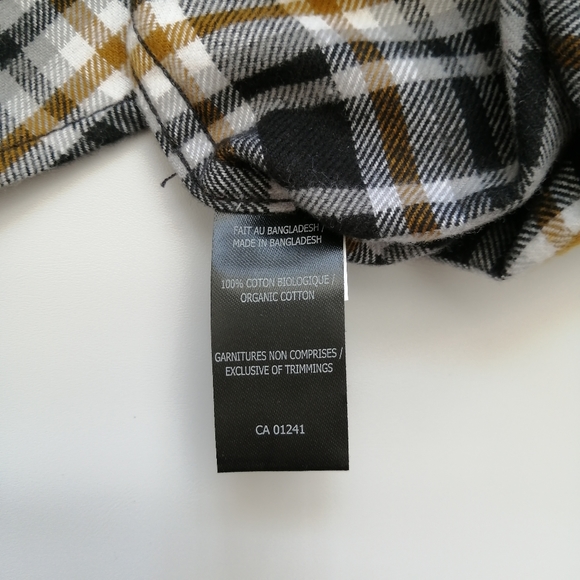 FAIT AU BANGLADESH /
MADE IN BANGLADESH
100% COTON BIOLOGIQUE /
ORGANIC COTTON
GARNITURES NON COMPRISES /
EXCLUSIVE OF TRIMMINGS
CA 01241